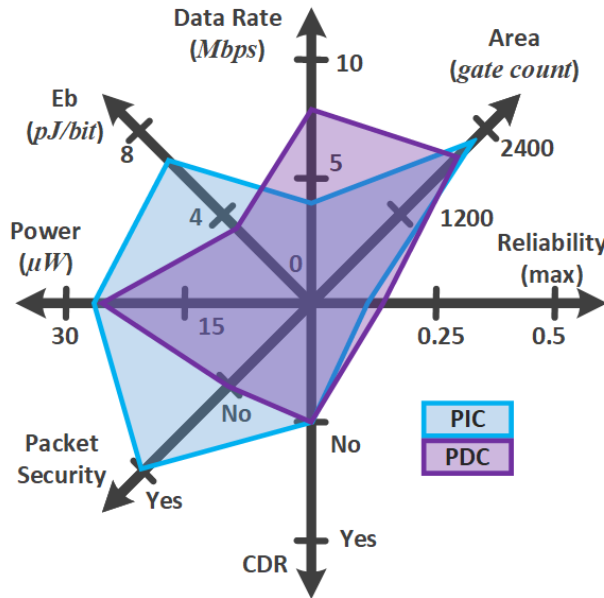 Data Rate
(Mbps)
10
Area
(gate count)
Eb
(pJ/bit)
8
2400
5
4
1200
Power
(μW)
0
Reliability
(max)
30
15
0.25
0.5
No
PIC
Packet
Security
No
PDC
Yes
Yes
CDR